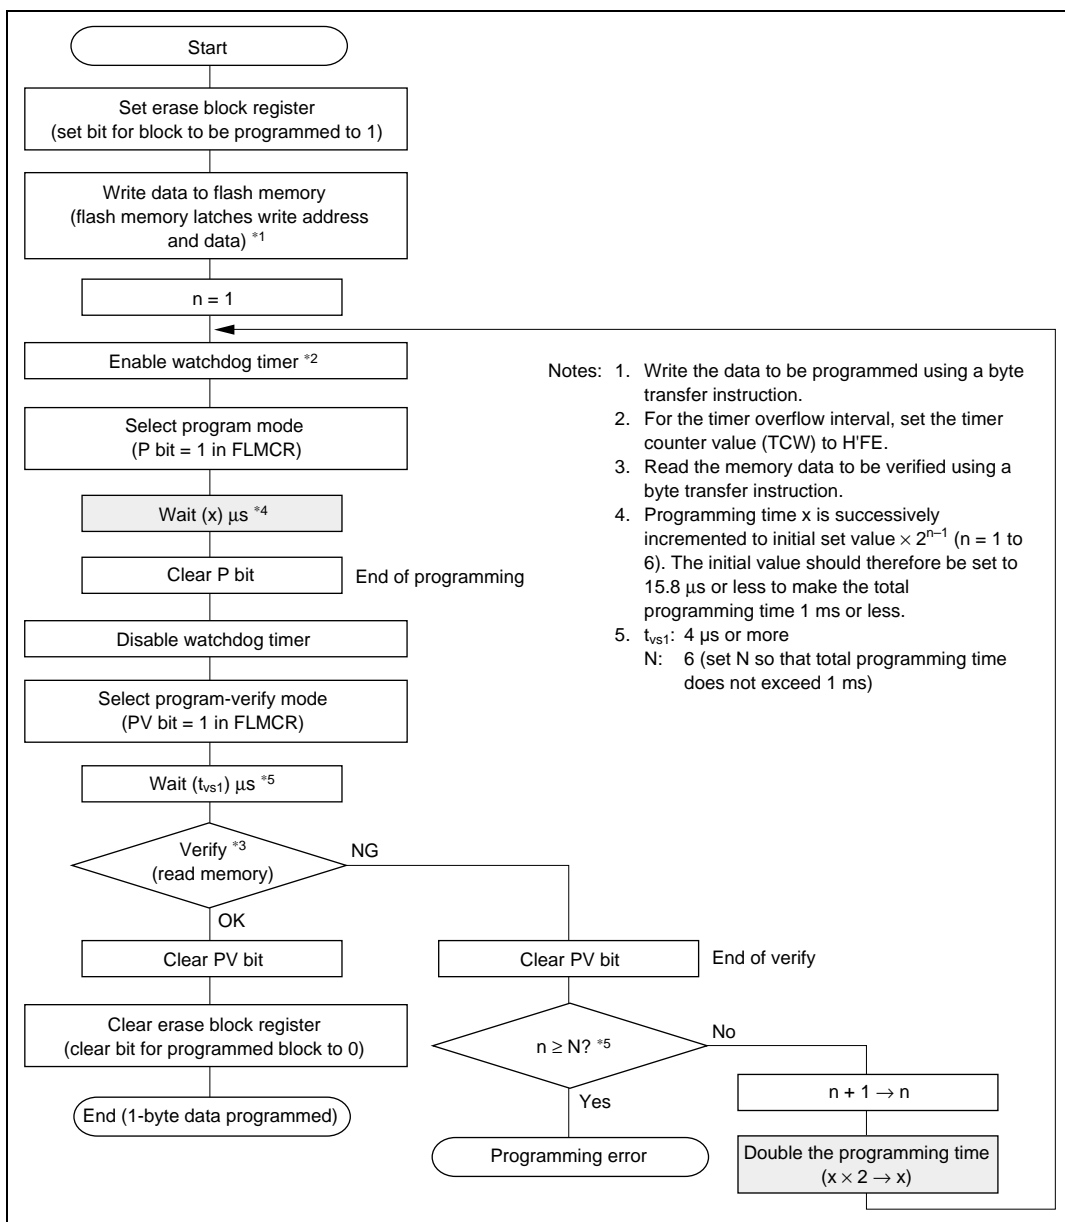 Start
Set erase block register
(set bit for block to be programmed to 1)
Write data to flash memory
(flash memory latches write address
and data) *1
n = 1
Enable watchdog timer *2
Select program mode
(P bit = 1 in FLMCR)
Wait (x) μs *4
Clear P bit
End of programming
Disable watchdog timer
Select program-verify mode
(PV bit = 1 in FLMCR)
Wait (tvs1) μs *5
Verify *3
(read memory)
NG
OK
Clear PV bit
Clear erase block register
(clear bit for programmed block to 0)
End (1-byte data programmed)
Clear PV bit
End of verify
n ≥ N? *5
No
Yes
Programming error
n + 1 → n
Double the programming time
(x × 2 → x)
Notes: 1. Write the data to be programmed using a byte
transfer instruction.
2. For the timer overflow interval, set the timer
counter value (TCW) to H'FE.
3. Read the memory data to be verified using a
byte transfer instruction.
4. Programming time x is successively
incremented to initial set value × 2^n–1 (n = 1 to
6). The initial value should therefore be set to
15.8 μs or less to make the total
programming time 1 ms or less.
5. tvs1: 4 μs or more
N: 6 (set N so that total programming time
does not exceed 1 ms)